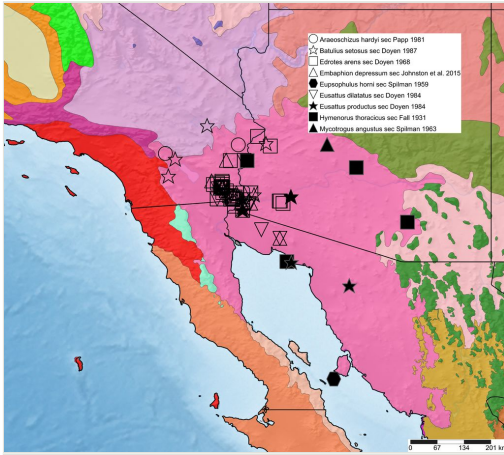 Araeoschizus hardyi sec Papp 1981
Batulius setosus sec Doyen 1987
Edrotes arens sec Doyen 1968
Embaphion depressum sec Johnston et al. 2015
Eupsophulus horni sec Spilman 1959
Eusattus dilatatus sec Doyen 1984
Eusattus productus sec Doyen 1984
Hymenorus thoracicus sec Fall 1931
Mycotrogus angustus sec Spilman 1963
0 67 134 201 km